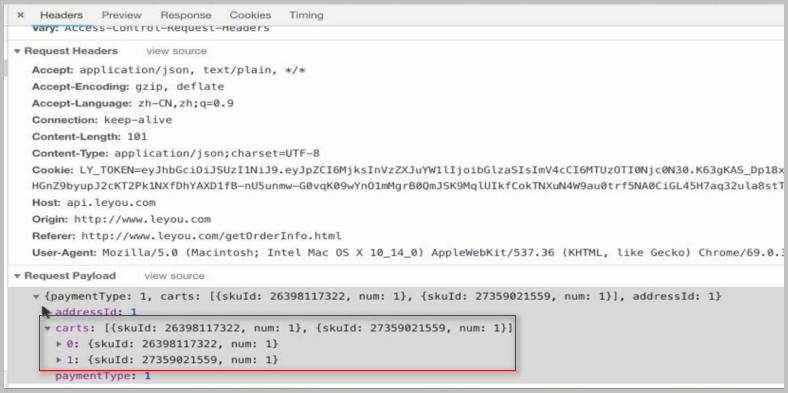 × Headers Preview Response Cookies Timing
Vary: Access-Control-Request-Headers
▼ Request Headers view source
Accept: application/json, text/plain, */*
Accept-Encoding: gzip, deflate
Accept-Language: zh-CN,zh;q=0.9
Connection: keep-alive
Content-Length: 101
Content-Type: application/json;charset=UTF-8
Cookie: LY_TOKEN=eyJhbGciOiJSUzI1NiJ9.eyJpZCI6MjksInVzZXJuYW1lIjoibGlzaSIsImV4cCI6MTUzOTI0Njc0N30.K63gKAS_Dp18x
HGnZ9byupJ2cKT2Pk1NXfDhYAXD1fB-nU5unmw-G0vqK09wYnO1mMgrB0QmJSK9MqlUIkfCokTNXuN4W9au0trf5NA0CiGL45H7aq32ula8stT
Host: api.leyou.com
Origin: http://www.leyou.com
Referer: http://www.leyou.com/getOrderInfo.html
User-Agent: Mozilla/5.0 (Macintosh; Intel Mac OS X 10_14_0) AppleWebKit/537.36 (KHTML, like Gecko) Chrome/69.0.3
▼ Request Payload view source
▼ {paymentType: 1, carts: [{skuId: 26398117322, num: 1}, {skuId: 27359021559, num: 1}], addressId: 1}
addressId: 1
▼ carts: [{skuId: 26398117322, num: 1}, {skuId: 27359021559, num: 1}]
▶ 0: {skuId: 26398117322, num: 1}
▶ 1: {skuId: 27359021559, num: 1}
paymentType: 1